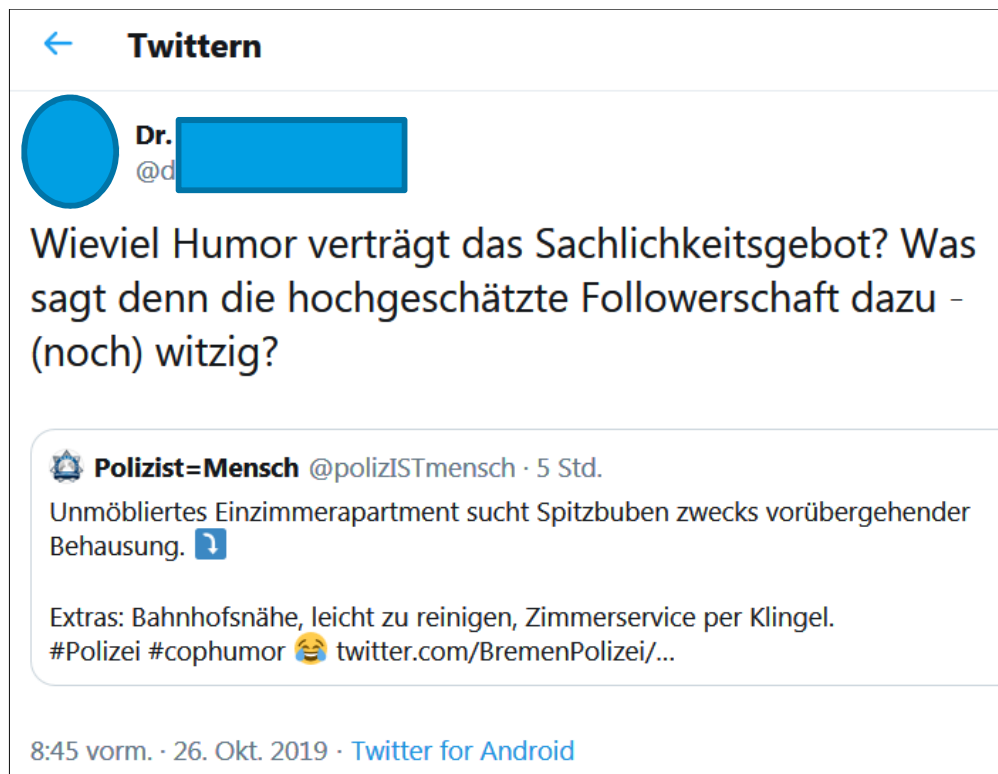 Twittern
Dr.
@d
Wieviel Humor verträgt das Sachlichkeitsgebot? Was
sagt denn die hochgeschätzte Followerschaft dazu -
(noch) witzig?
Polizist=Mensch @polizISTmensch · 5 Std.
Unmöbliertes Einzimmerapartment sucht Spitzbuben zwecks vorübergehender
Behausung. ⤵️
Extras: Bahnhofsnähe, leicht zu reinigen, Zimmerservice per Klingel.
#Polizei #cophumor 😂 twitter.com/BremenPolizei/...
8:45 vorm. · 26. Okt. 2019 · Twitter for Android